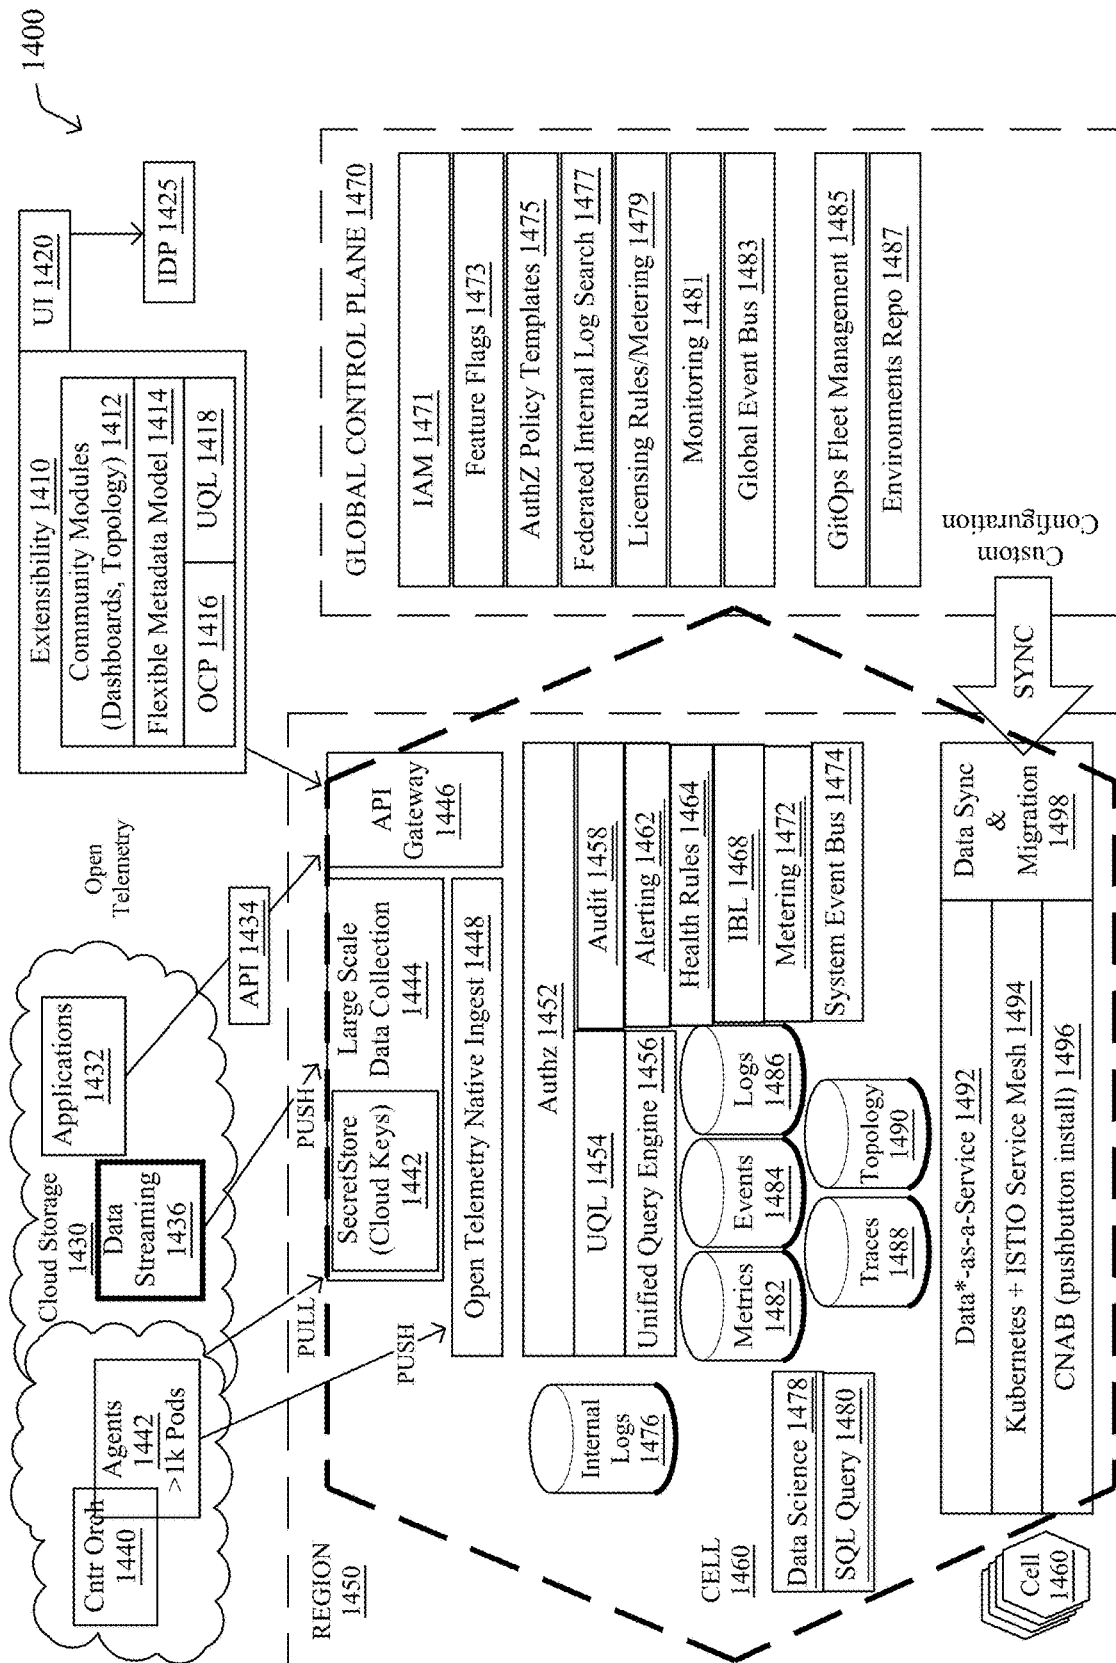 1400
UI 1420
IDP 1425
Extensibility 1410
Community Modules
(Dashboards, Topology) 1412
Flexible Metadata Model 1414
OCP 1416
UQL 1418
Open
Telemetry
Cloud Storage
1430
Applications
1432
API 1434
Data
Streaming
1436
Cntr Orch
1440
Agents
1442
>1k Pods
PULL
PUSH
PUSH
REGION
1450
SecretStore
(Cloud Keys)
1442
Large Scale
Data Collection
1444
API
Gateway
1446
Open Telemetry Native Ingest 1448
Authz 1452
UQL 1454
Unified Query Engine 1456
Audit 1458
Alerting 1462
Health Rules 1464
IBL 1468
Metering 1472
System Event Bus 1474
Internal
Logs
1476
Metrics
1482
Events
1484
Logs
1486
Traces
1488
Topology
1490
CELL
1460
Data Science 1478
SQL Query 1480
Data*-as-a-Service 1492
Kubernetes + ISTIO Service Mesh 1494
CNAB (pushbutton install) 1496
Data Sync
&
Migration
1498
Cell
1460
GLOBAL CONTROL PLANE 1470
IAM 1471
Feature Flags 1473
AuthZ Policy Templates 1475
Federated Internal Log Search 1477
Licensing Rules/Metering 1479
Monitoring 1481
Global Event Bus 1483
GitOps Fleet Management 1485
Environments Repo 1487
SYNC
Custom
Configuration